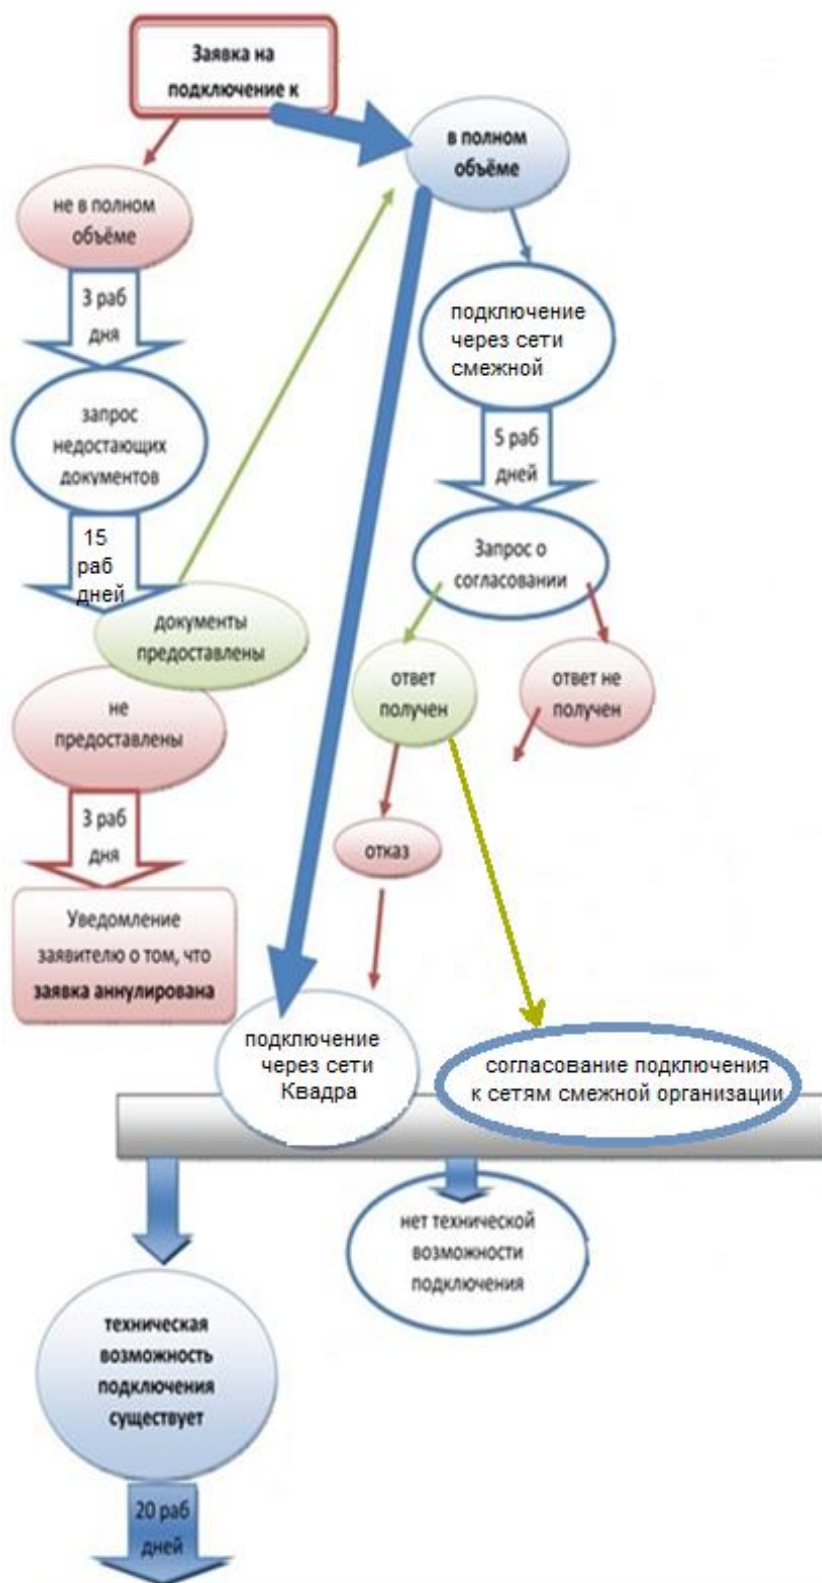 Заявка на
подключение к
в полном
объёме
не в полном
объёме
3 раб
дня
подключение
через сети
смежной
запрос
недостающих
документов
5 раб
дней
15
раб
дней
Запрос о
согласовании
документы
предоставлены
ответ
получен
ответ не
получен
не
предоставлены
3 раб
дня
отказ
Уведомление
заявителю о том, что
заявка аннулирована
подключение
через сети
Квадра
согласование подключения
к сетям смежной организации
нет технической
возможности
подключения
техническая
возможность
подключения
существует
20 раб
дней